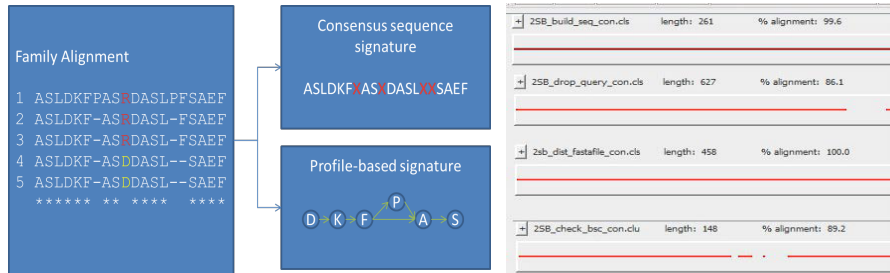 Family Alignment
1 ASLDKFPASRDASLPFSAEF
2 ASLDKF-ASRDASL-FSAEF
3 ASLDKF-ASRDASL-FSAEF
4 ASLDKF-ASDDASL--SAEF
5 ASLDKF-ASDDASL--SAEF
****** ** **** ****
Consensus sequence
signature
ASLDKFXASXDASLXXSAEF
Profile-based signature
D K F P A S
+ 2SB_build_seq_con.cls length: 261 % alignment: 99.6
+ 2SB_drop_query_con.cls length: 627 % alignment: 86.1
+ 2sb_dist_fastafile_con.cls length: 458 % alignment: 100.0
+ 2SB_check_bsc_con.clu length: 148 % alignment: 89.2